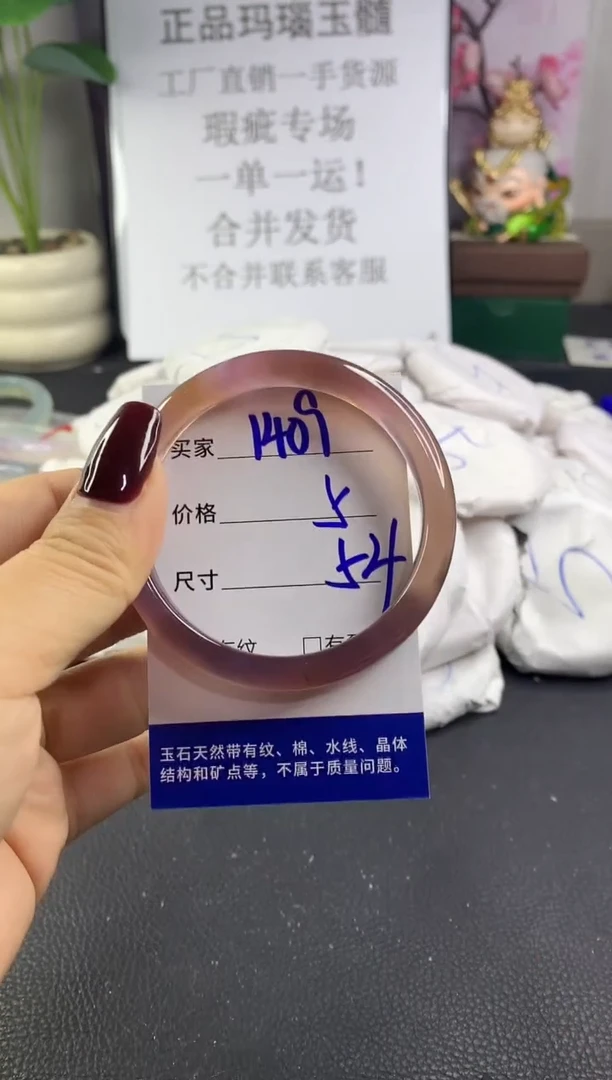 正品玛瑙玉髓
工厂直销一手货源
瑕疵专场
一单一运！
合并发货
不合并联系客服
买家 1409
价格 5
尺寸 54
有纹 □有
玉石天然带有纹、棉、水线、晶体
结构和矿点等，不属于质量问题。